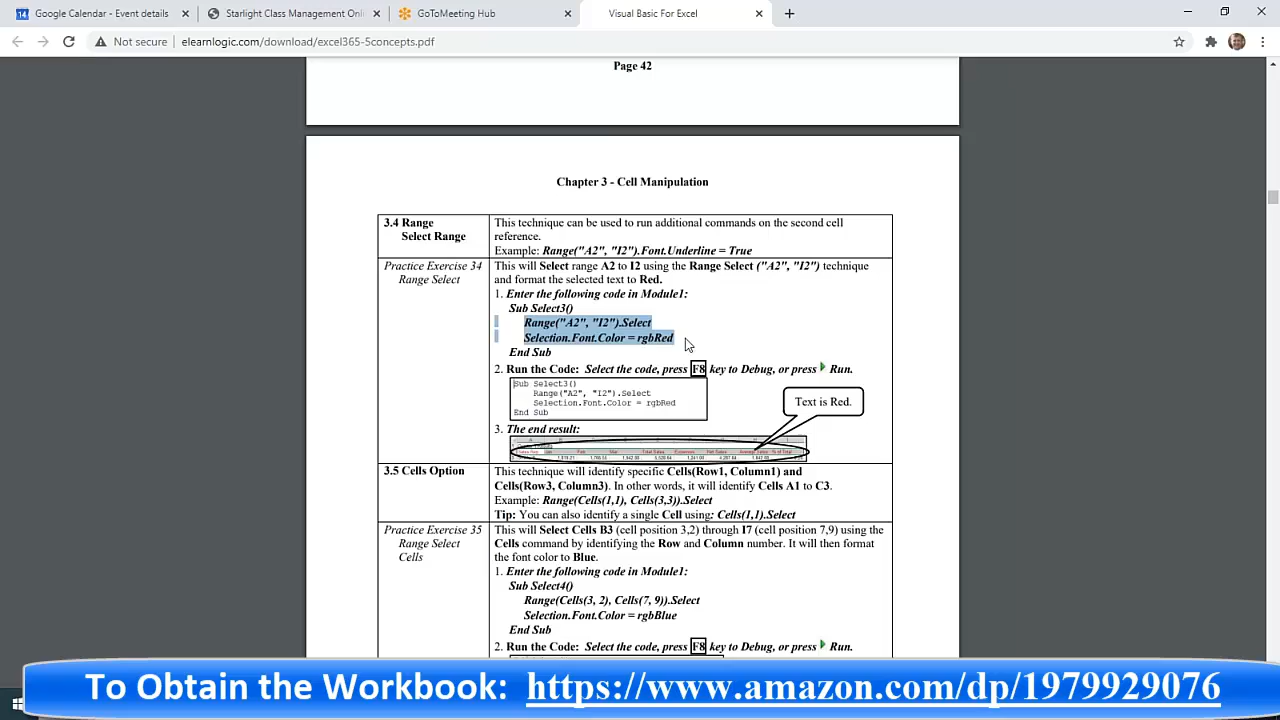 Google Calendar - Event details
Starlight Class Management Onli
GoToMeeting Hub
Visual Basic For Excel
Not secure
elearnlogic.com/download/excel365-5concepts.pdf
Page 42
Chapter 3 - Cell Manipulation
3.4 Range
Select Range
This technique can be used to run additional commands on the second cell
reference.
Example: Range("A2", "I2").Font.Underline = True
Practice Exercise 34
Range Select
This will Select range A2 to I2 using the Range Select ("A2", "I2") technique
and format the selected text to Red.
1. Enter the following code in Module1:
Sub Select3()
Range("A2", "I2").Select
Selection.Font.Color = rgbRed
End Sub
2. Run the Code: Select the code, press F8 key to Debug, or press Run.
Sub Select3()
Range("A2", "I2").Select
Selection.Font.Color = rgbRed
End Sub
Text is Red.
3. The end result:
3.5 Cells Option
This technique will identify specific Cells(Row1, Column1) and
Cells(Row3, Column3). In other words, it will identify Cells A1 to C3.
Example: Range(Cells(1,1), Cells(3,3)).Select
Tip: You can also identify a single Cell using: Cells(1,1).Select
Practice Exercise 35
Range Select
Cells
This will Select Cells B3 (cell position 3,2) through I7 (cell position 7,9) using the
Cells command by identifying the Row and Column number. It will then format
the font color to Blue.
1. Enter the following code in Module1:
Sub Select4()
Range(Cells(3, 2), Cells(7, 9)).Select
Selection.Font.Color = rgbBlue
End Sub
2. Run the Code: Select the code, press F8 key to Debug, or press Run.
To Obtain the Workbook: https://www.amazon.com/dp/1979929076